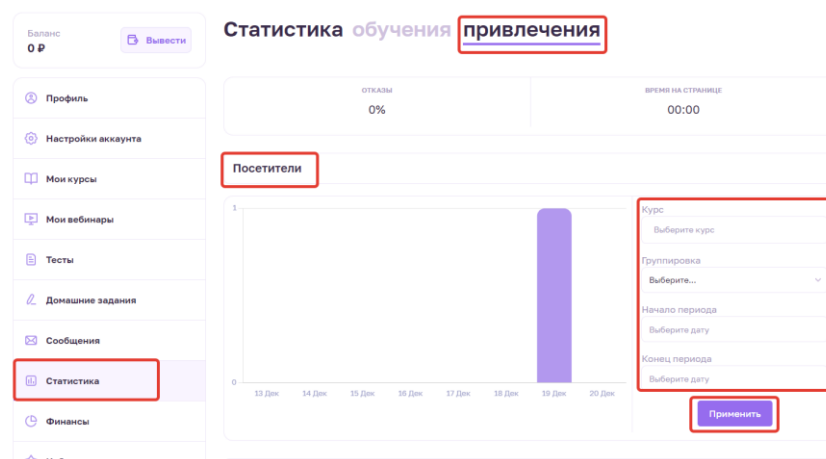 Баланс
0 ₽
Вывести
Профиль
Настройки аккаунта
Мои курсы
Мои вебинары
Тесты
Домашние задания
Сообщения
Статистика
Финансы
Статистика обучения привлечения
ОТКАЗЫ
0%
ВРЕМЯ НА СТРАНИЦЕ
00:00
Посетители
1
0
13 Дек 14 Дек 15 Дек 16 Дек 17 Дек 18 Дек 19 Дек 20 Дек
Курс
Выберите курс
Группировка
Выберите...
Начало периода
Выберите дату
Конец периода
Выберите дату
Применить